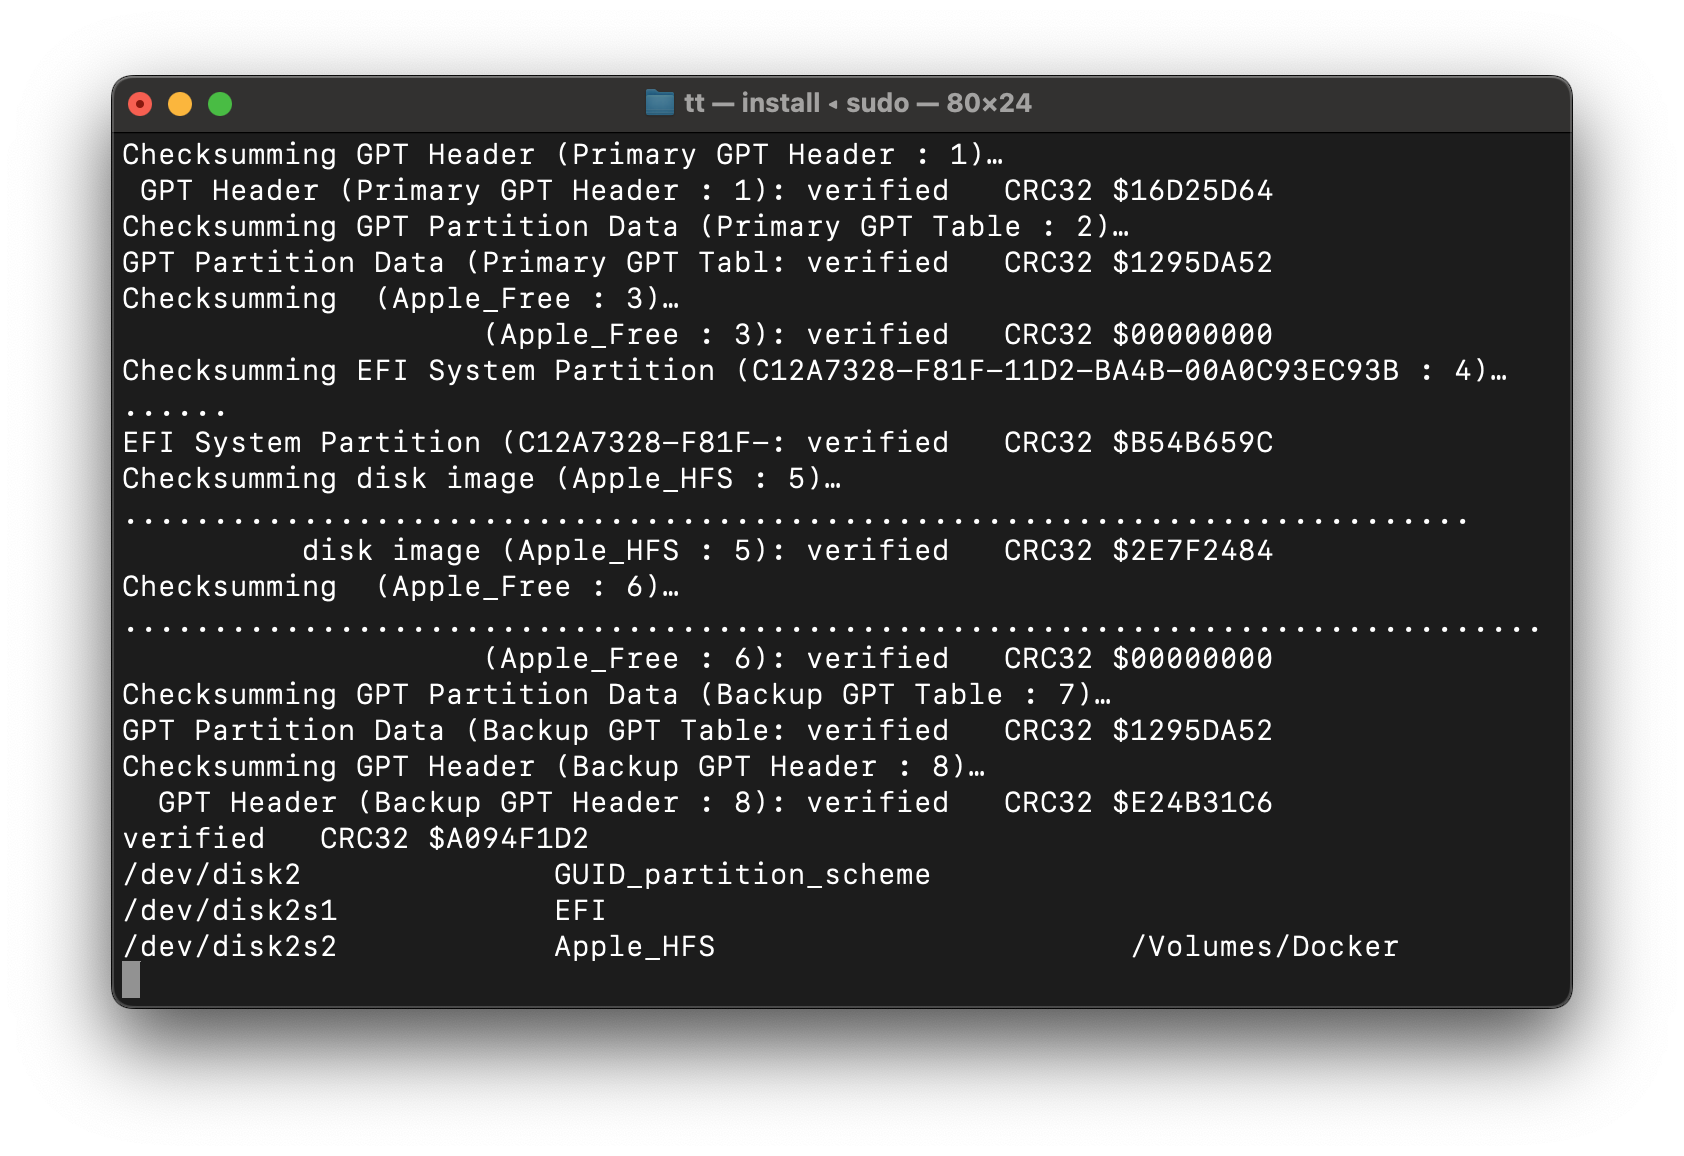 tt — install ◂ sudo — 80×24
Checksumming GPT Header (Primary GPT Header : 1)…
 GPT Header (Primary GPT Header : 1): verified   CRC32 $16D25D64
Checksumming GPT Partition Data (Primary GPT Table : 2)…
GPT Partition Data (Primary GPT Tabl: verified   CRC32 $1295DA52
Checksumming  (Apple_Free : 3)…
                    (Apple_Free : 3): verified   CRC32 $00000000
Checksumming EFI System Partition (C12A7328-F81F-11D2-BA4B-00A0C93EC93B : 4)…
......
EFI System Partition (C12A7328-F81F-: verified   CRC32 $B54B659C
Checksumming disk image (Apple_HFS : 5)…
...........................................................................
          disk image (Apple_HFS : 5): verified   CRC32 $2E7F2484
Checksumming  (Apple_Free : 6)…
...............................................................................
                    (Apple_Free : 6): verified   CRC32 $00000000
Checksumming GPT Partition Data (Backup GPT Table : 7)…
GPT Partition Data (Backup GPT Table: verified   CRC32 $1295DA52
Checksumming GPT Header (Backup GPT Header : 8)…
  GPT Header (Backup GPT Header : 8): verified   CRC32 $E24B31C6
verified   CRC32 $A094F1D2
/dev/disk2              GUID_partition_scheme
/dev/disk2s1            EFI
/dev/disk2s2            Apple_HFS                       /Volumes/Docker